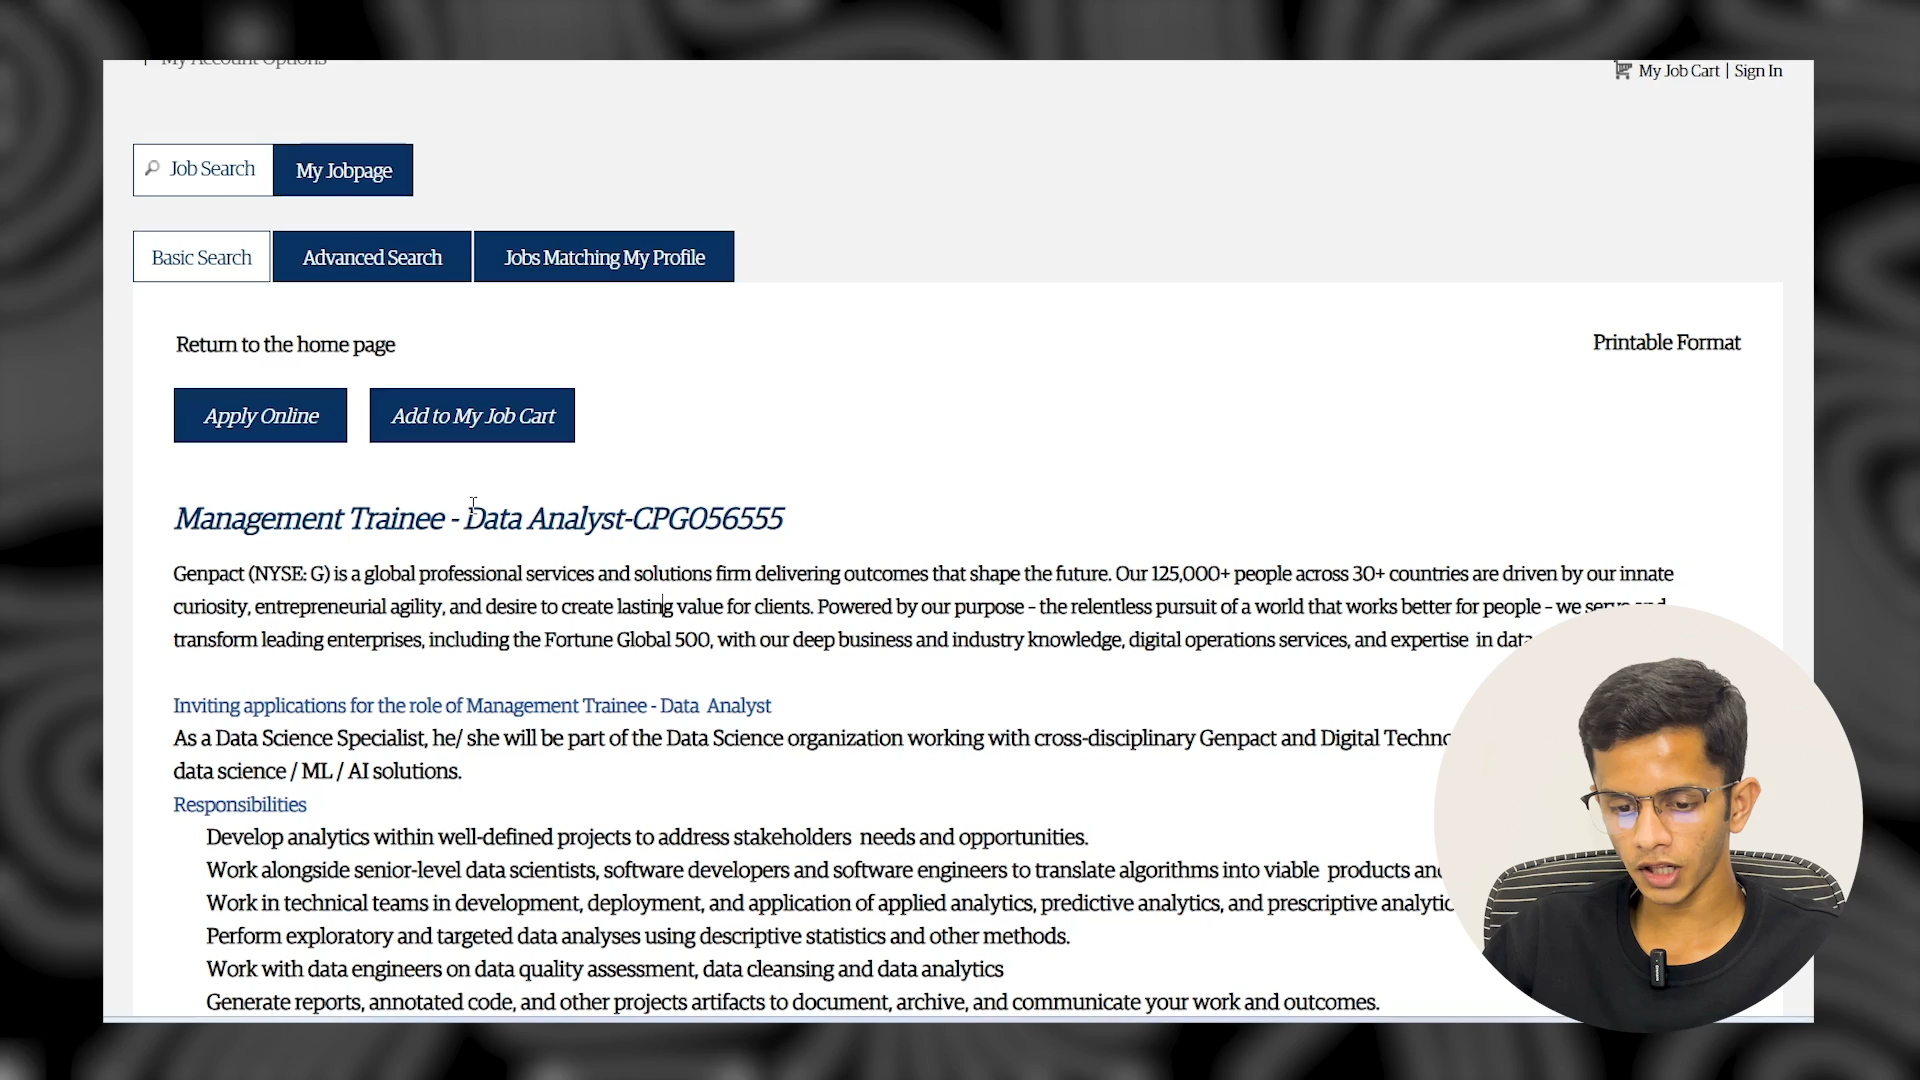 My Account Options
My Job Cart | Sign In
Job Search
My Jobpage
Basic Search
Advanced Search
Jobs Matching My Profile
Return to the home page
Printable Format
Apply Online
Add to My Job Cart
Management Trainee - Data Analyst-CPG056555
Genpact (NYSE: G) is a global professional services and solutions firm delivering outcomes that shape the future. Our 125,000+ people across 30+ countries are driven by our innate
curiosity, entrepreneurial agility, and desire to create lasting value for clients. Powered by our purpose – the relentless pursuit of a world that works better for people – we serve and
transform leading enterprises, including the Fortune Global 500, with our deep business and industry knowledge, digital operations services, and expertise in data
Inviting applications for the role of Management Trainee - Data Analyst
As a Data Science Specialist, he/ she will be part of the Data Science organization working with cross-disciplinary Genpact and Digital
data science / ML / AI solutions.
Responsibilities
Develop analytics within well-defined projects to address stakeholders needs and opportunities.
Work alongside senior-level data scientists, software developers and software engineers to translate algorithms into viable products and
Work in technical teams in development, deployment, and application of applied analytics, predictive analytics, and prescriptive
Perform exploratory and targeted data analyses using descriptive statistics and other methods.
Work with data engineers on data quality assessment, data cleansing and data analytics
Generate reports, annotated code, and other projects artifacts to document, archive, and communicate your work and outcomes.